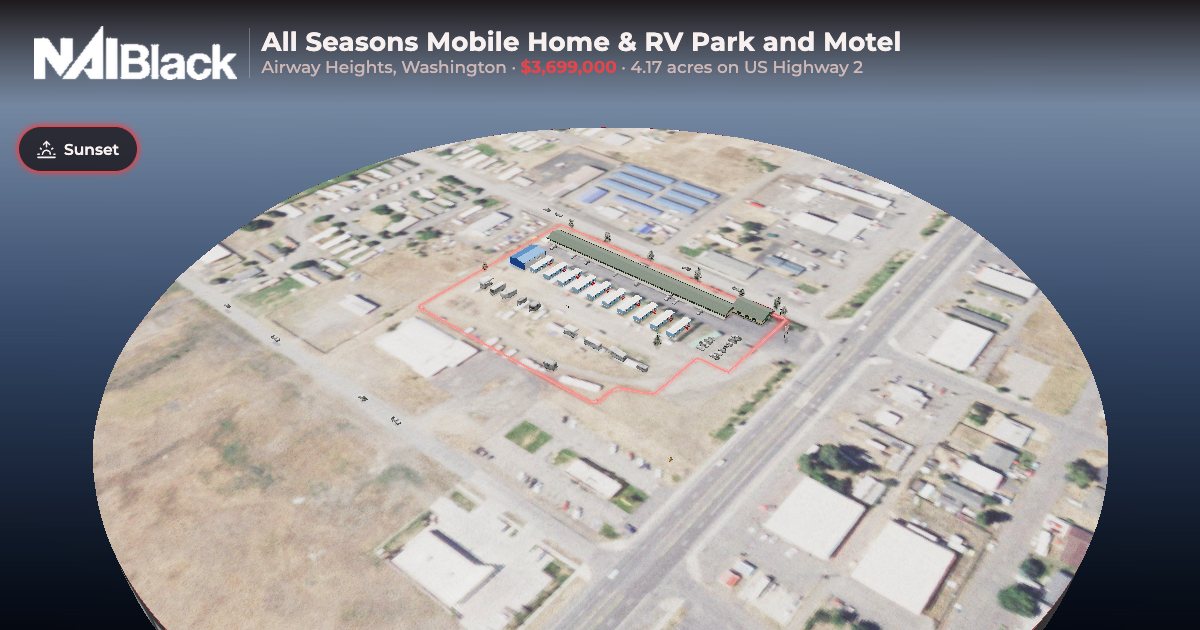 NAIBlack
All Seasons Mobile Home & RV Park and Motel
Airway Heights, Washington · $3,699,000 · 4.17 acres on US Highway 2
Sunset